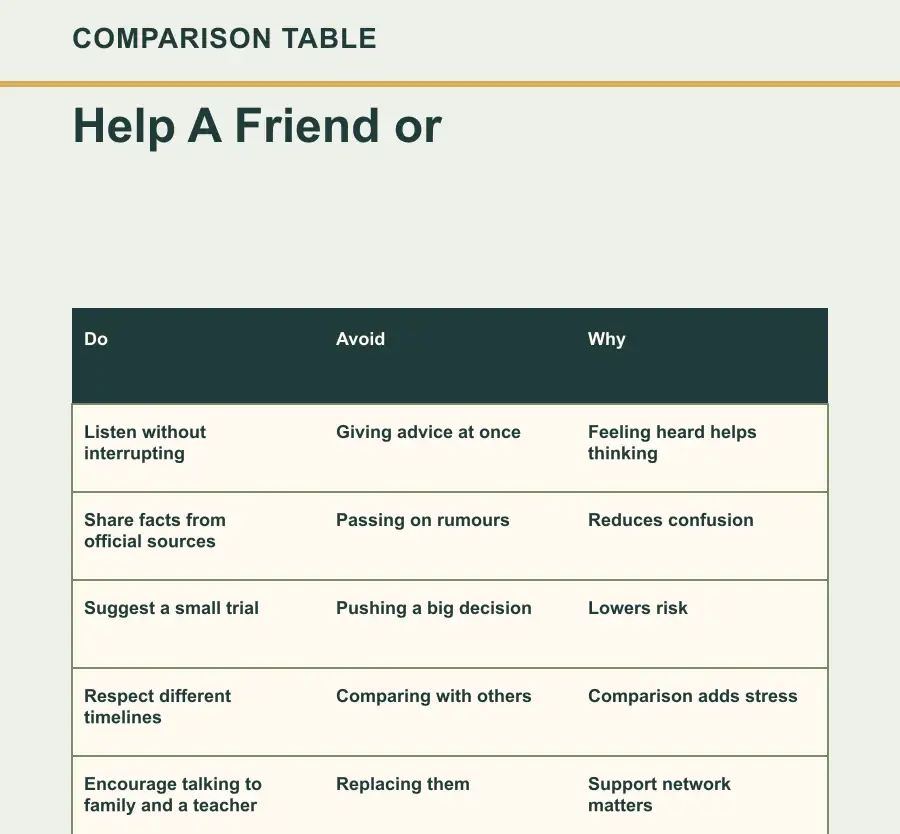 COMPARISON TABLE
Help A Friend or
Do Avoid Why
Listen without Giving advice at once Feeling heard helps
interrupting thinking
Share facts from Passing on rumours Reduces confusion
official sources
Suggest a small trial Pushing a big decision Lowers risk
Respect different Comparing with others Comparison adds stress
timelines
Encourage talking to Replacing them Support network
family and a teacher matters